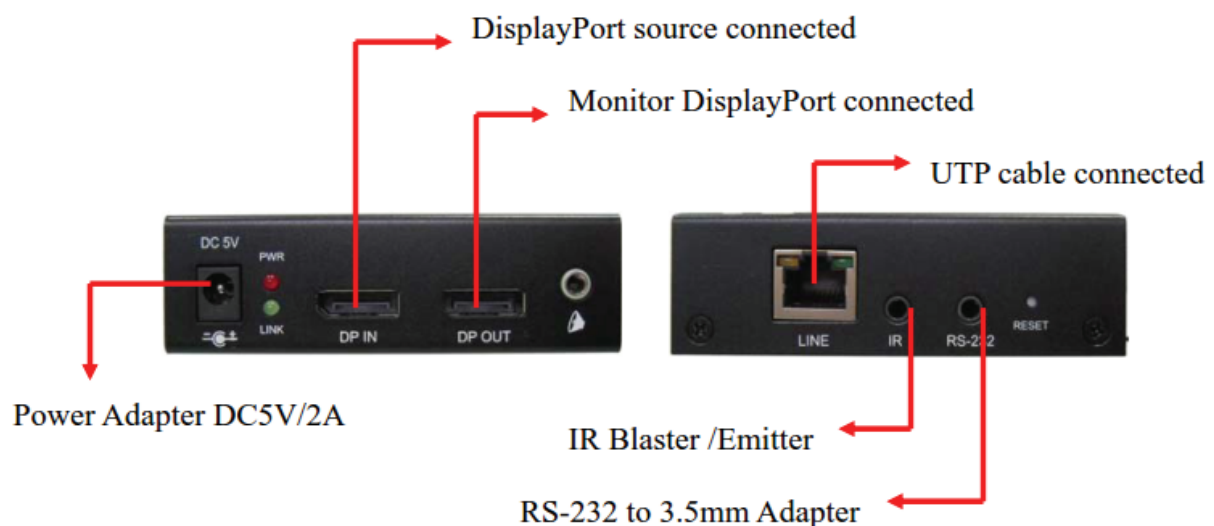 DisplayPort source connected
Monitor DisplayPort connected
UTP cable connected
DC 5V
PWR
LINK
DP IN
DP OUT
LINE
IR
RS-232
RESET
Power Adapter DC5V/2A
IR Blaster /Emitter
RS-232 to 3.5mm Adapter